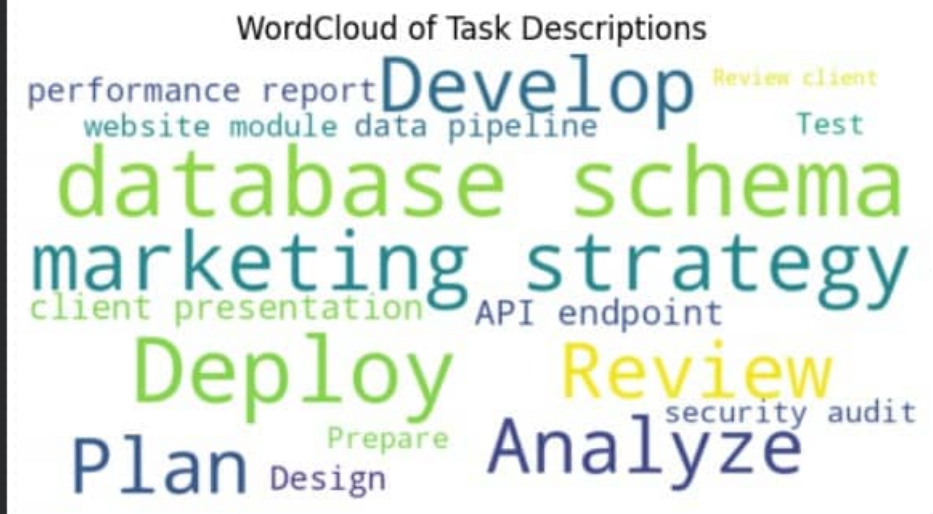 WordCloud of Task Descriptions
performance report Develop Review client
website module data pipeline Test
database schema
marketing strategy
client presentation API endpoint
Deploy Review
security audit
Plan Prepare Analyze
Design